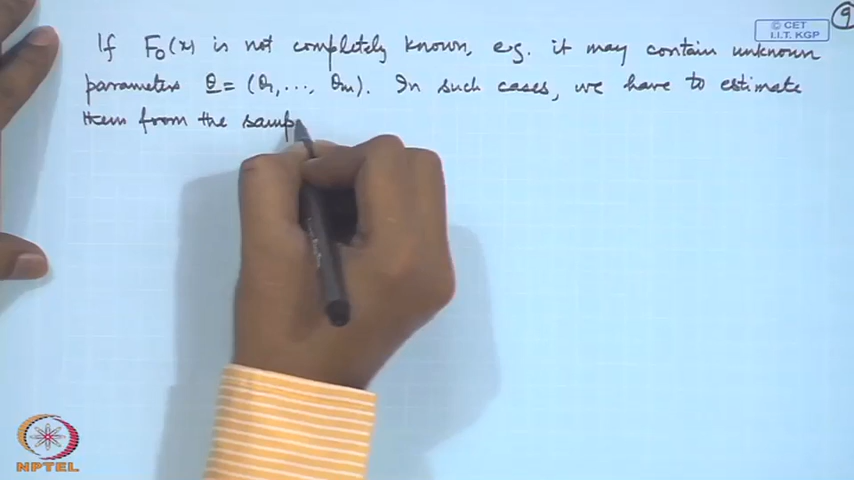 9
© CET
I.I.T. KGP
If F₀(x) is not completely known, e.g. it may contain unknown
parameters θ = (θ₁, ..., θₘ). In such cases, we have to estimate
them from the samp
NPTEL